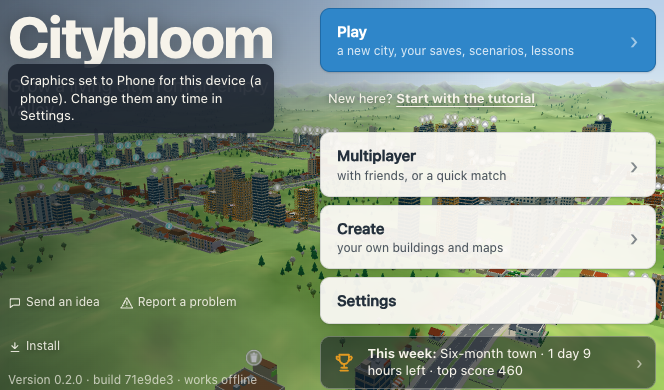 Citybloom
Graphics set to Phone for this device (a
phone). Change them any time in
Settings.
Send an idea
Report a problem
Install
Version 0.2.0 · build 71e9de3 · works offline
Play
a new city, your saves, scenarios, lessons
New here? Start with the tutorial
Multiplayer
with friends, or a quick match
Create
your own buildings and maps
Settings
This week: Six-month town · 1 day 9
hours left · top score 460